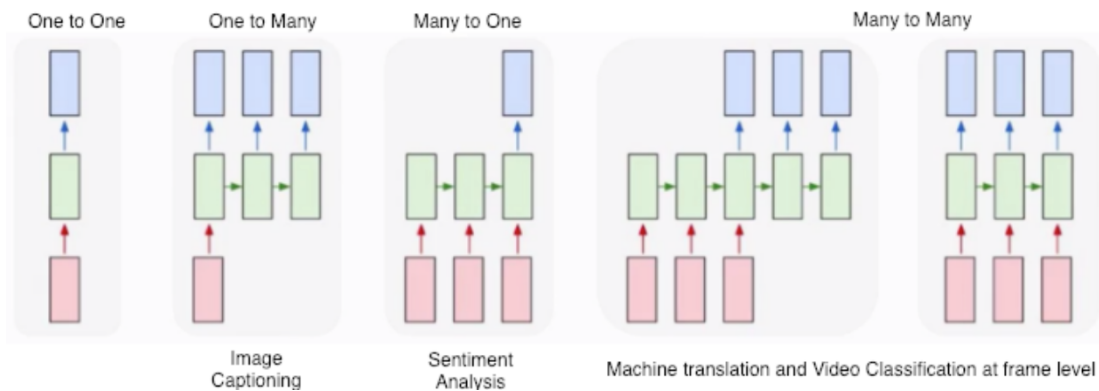 One to One
One to Many
Many to One
Many to Many
Image
Captioning
Sentiment
Analysis
Machine translation and Video Classification at frame level